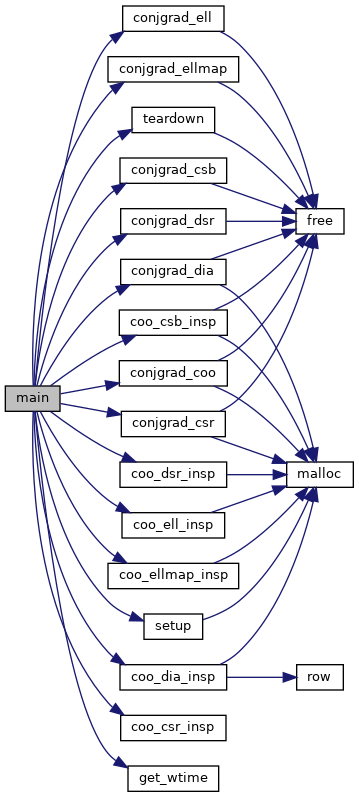 conjgrad_ell
conjgrad_ellmap
teardown
conjgrad_csb
conjgrad_dsr
free
conjgrad_dia
coo_csb_insp
conjgrad_coo
main
conjgrad_csr
coo_dsr_insp
malloc
coo_ell_insp
coo_ellmap_insp
setup
coo_dia_insp
row
coo_csr_insp
get_wtime